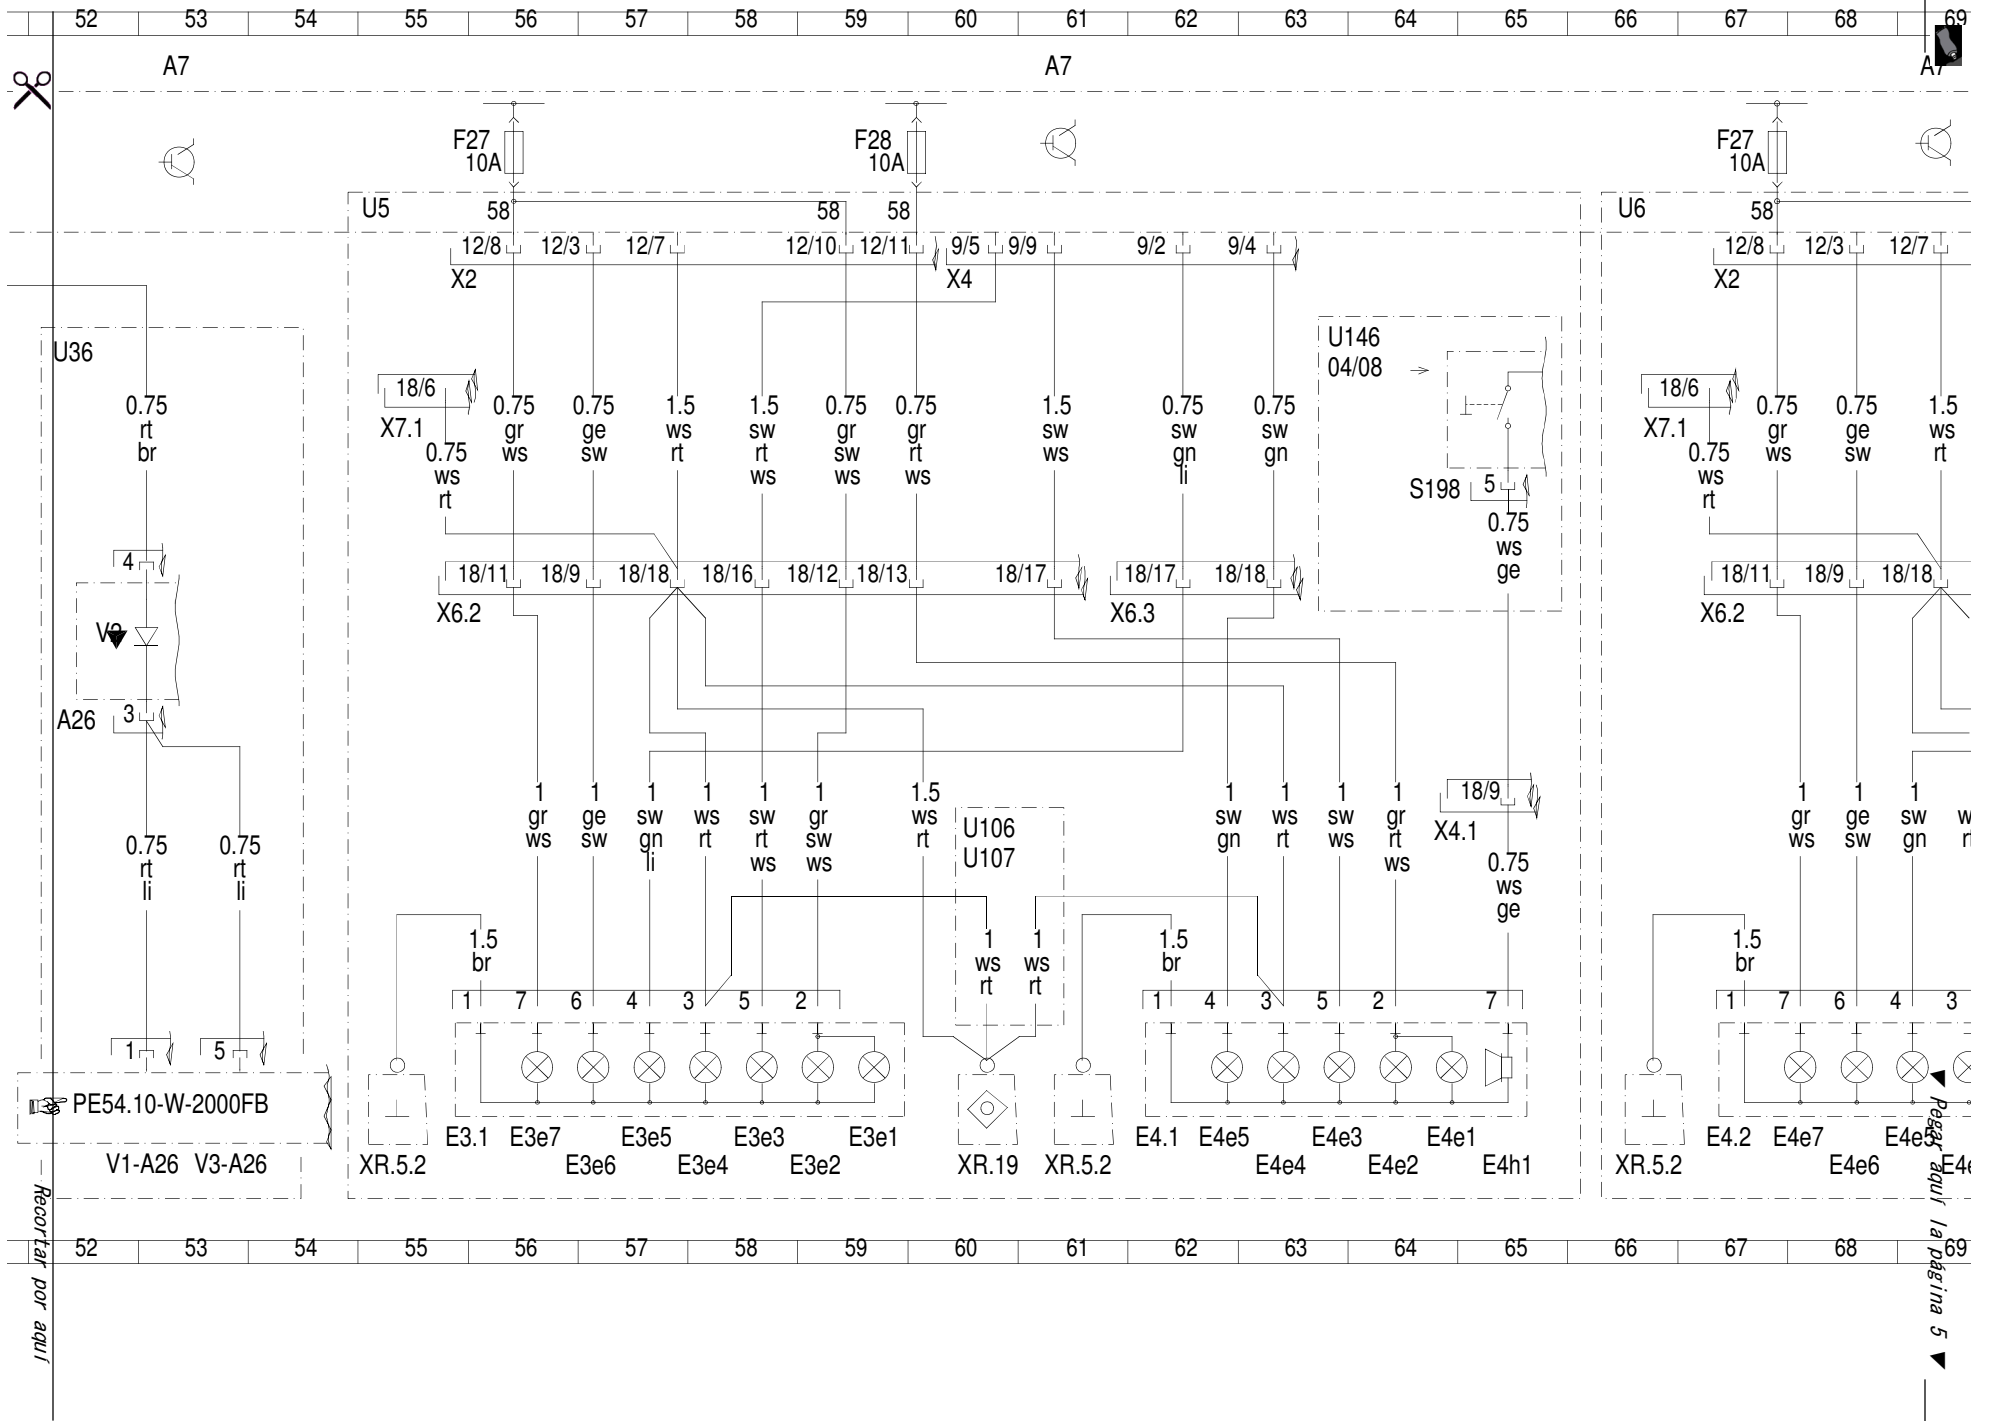 52 53 54 55 56 57 58 59 60 61 62 63 64 65 66 67 68 69
A7 A7 A7
F27 F28 F27
10A 10A 10A
U5 58 58 58 U6 58
12/8 12/3 12/7 12/10 12/11 9/5 9/9 9/2 9/4 12/8 12/3 12/7
X2 X4 X2
U36 U146
04/08
18/6 18/6
0.75 0.75 0.75 1.5 1.5 0.75 0.75 1.5 0.75 0.75 0.75 0.75 1.5
rt gr ge ws sw gr gr sw sw sw gr ge ws
br ws sw rt rt sw rt ws gn gn ws sw rt
ws ws ws li
X7.1 X7.1
0.75 0.75
ws ws
rt rt
S198 5
0.75
ws
ge
4
18/11 18/9 18/18 18/16 18/12 18/13 18/17 18/17 18/18 18/11 18/9 18/18
X6.2 X6.3 X6.2
A26 3
1 1 1 1 1 1 1.5 1 1 1 1 18/9 1 1 1
gr ge sw ws sw gr ws sw ws sw gr gr ge sw
ws sw gn rt rt sw rt gn rt ws rt ws sw gn
li ws ws ws
U106
U107
X4.1
0.75 0.75 0.75
rt rt ws
li li ge
1.5 1 1 1.5 1.5
br ws ws br br
rt rt
1 7 6 4 3 5 2 1 4 3 5 2 7 1 7 6 4 3
1 5
PE54.10-W-2000FB
E3.1 E3e7 E3e5 E3e3 E3e1 E4.1 E4e5 E4e3 E4e1 E4.2 E4e7 E4e5
V1-A26 V3-A26 XR.5.2 E3e6 E3e4 E3e2 XR.19 XR.5.2 E4e4 E4e2 E4h1 XR.5.2 E4e6
52 53 54 55 56 57 58 59 60 61 62 63 64 65 66 67 68 69
Recortar por aquí
Pegar aquí la página 5